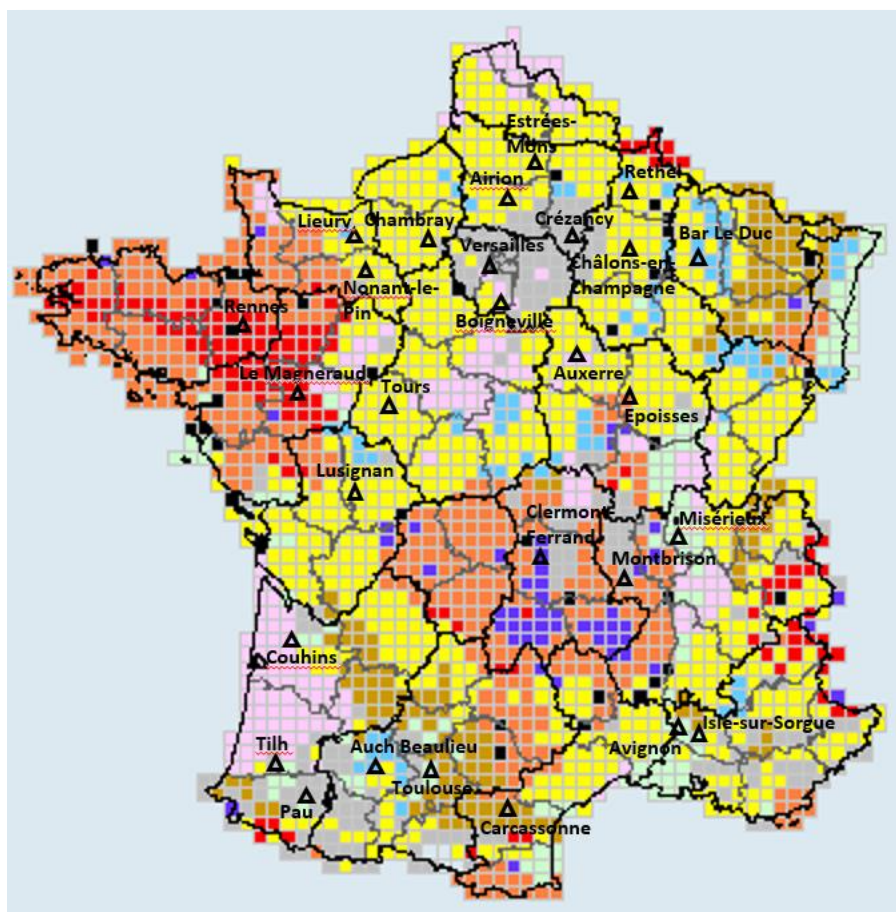 Estrées-
Mons
Airion
Rethel
Lieury
Chambray
Crézancy
Bar Le Duc
Versailles
Châlons-en-
Champagne
Nonant-le-
Pin
Boigneville
Rennes
Auxerre
Le Magneraud
Tours
Epoisses
Lusignan
Clermont
Ferrand
Misérieux
Montbrison
Couhins
Isle-sur-Sorgue
Avignon
Tilh
Auch
Beaulieu
Toulouse
Pau
Carcassonne